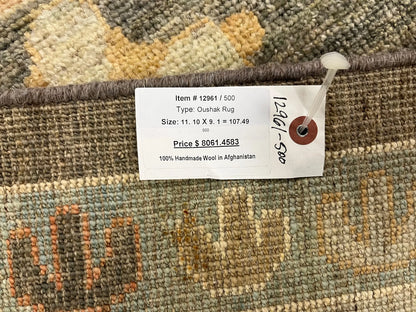 Item # 12961 / 500
Type: Oushak Rug
Size: 11. 10 X 9. 1 = 107.49
500
Price $ 8061.4583
100% Handmade Wool in Afghanistan
12961-500